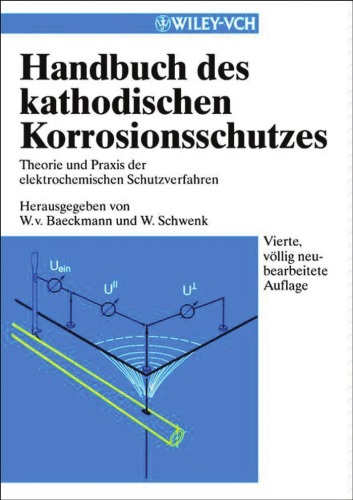 WILEY-VCH
Handbuch des
kathodischen
Korrosionsschutzes
Theorie und Praxis der
elektrochemischen Schutzverfahren
Herausgegeben von
W. v. Baeckmann und W. Schwenk
Vierte,
völlig neu-
bearbeitete
Auflage
U_ein
U^||
U^⊥